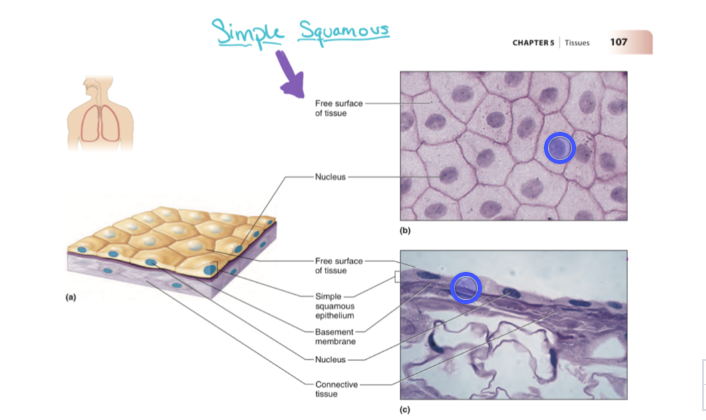 Simple Squamous
CHAPTER 5 | Tissues 107
Free surface
of tissue
Nucleus
(b)
Free surface
of tissue
Simple
squamous
epithelium
Basement
membrane
Nucleus
Connective
tissue
(a)
(c)